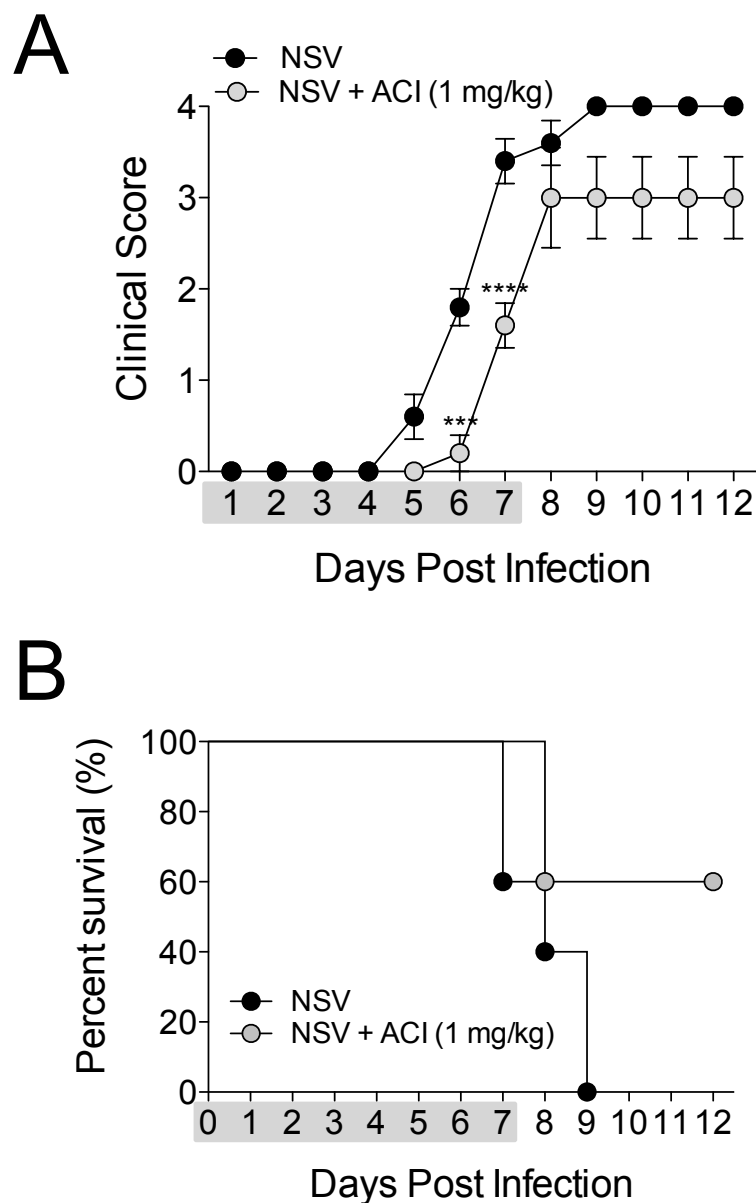 A
NSV
NSV + ACI (1 mg/kg)
4
3
2
1
0
Clinical Score
****
***
1 2 3 4 5 6 7 8 9 10 11 12
Days Post Infection
B
100
80
60
40
20
0
Percent survival (%)
NSV
NSV + ACI (1 mg/kg)
0 1 2 3 4 5 6 7 8 9 10 11 12
Days Post Infection